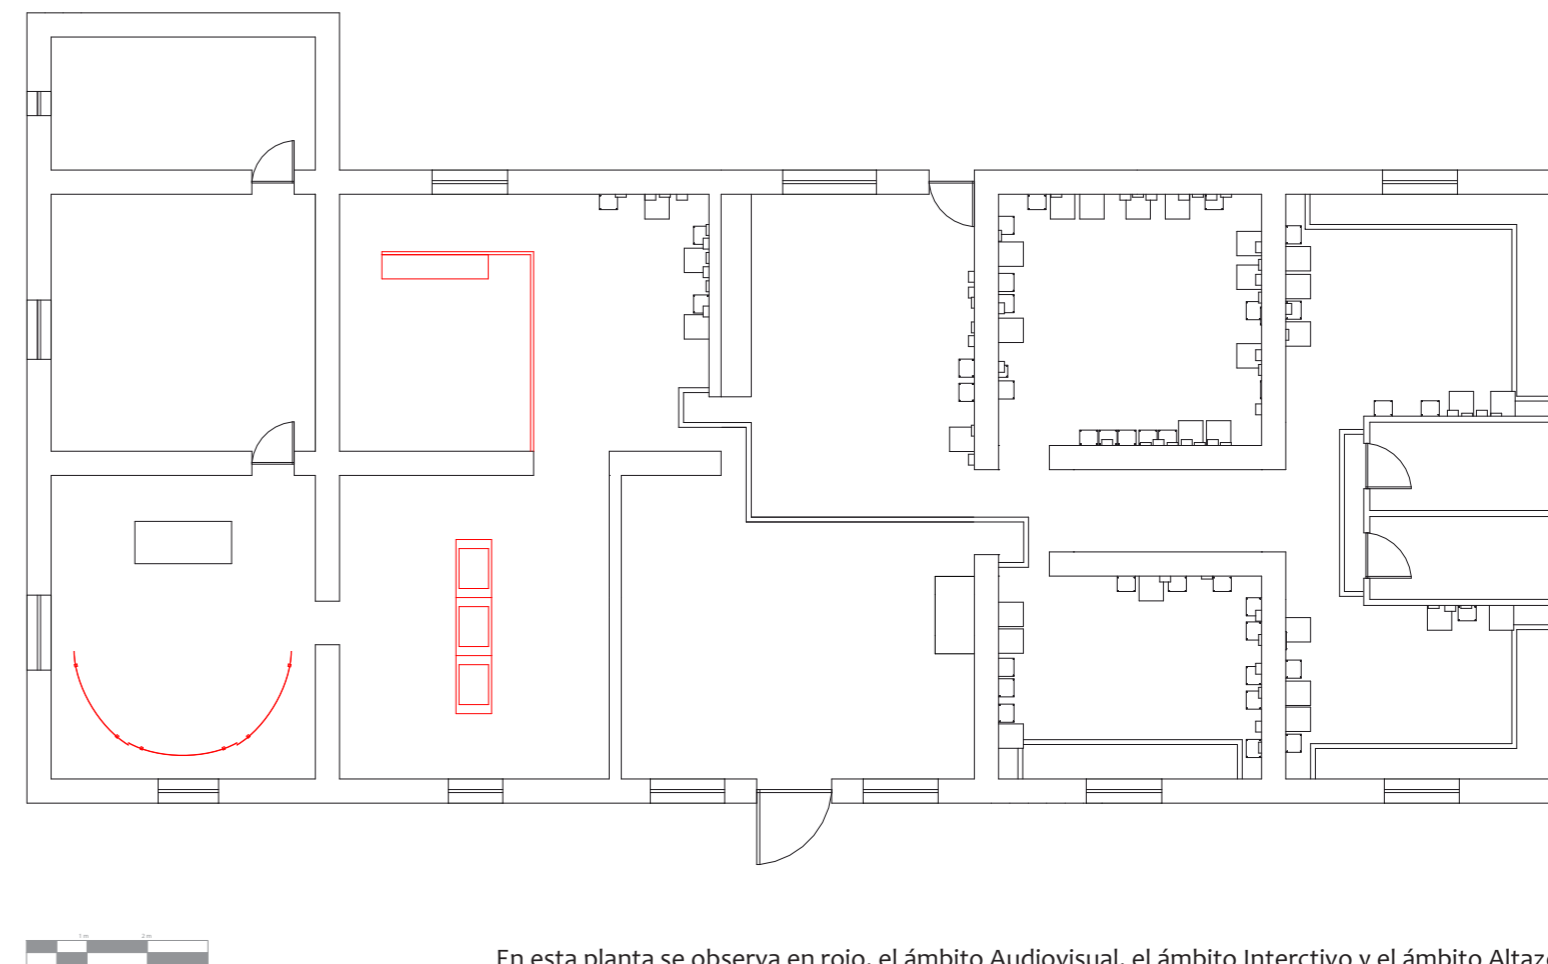 1 m 2 m
En esta planta se observa en rojo, el ámbito Audiovisual, el ámbito Interctivo y el ámbito